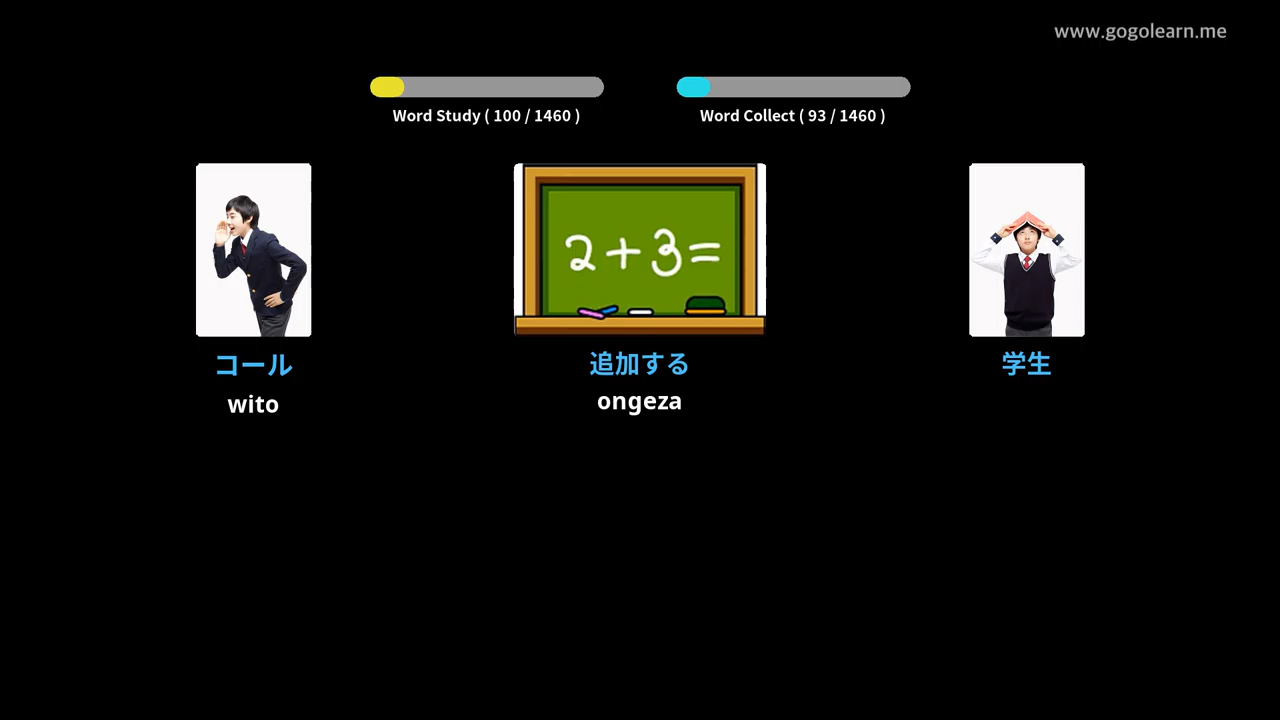 www.gogolearn.me
Word Study ( 100 / 1460 )
Word Collect ( 93 / 1460 )
2+3=
コール
追加する
学生
wito
ongeza